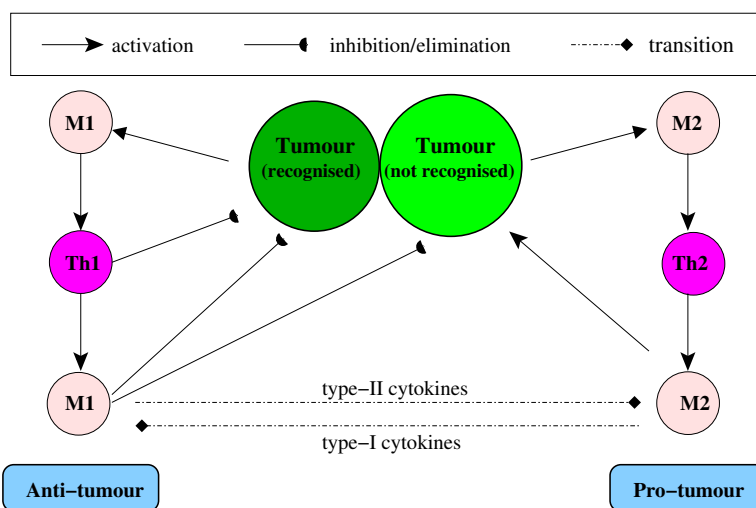 activation
inhibition/elimination
transition
M1
Tumour
(recognised)
Tumour
(not recognised)
M2
Th1
Th2
M1
type-II cytokines
M2
type-I cytokines
Anti-tumour
Pro-tumour